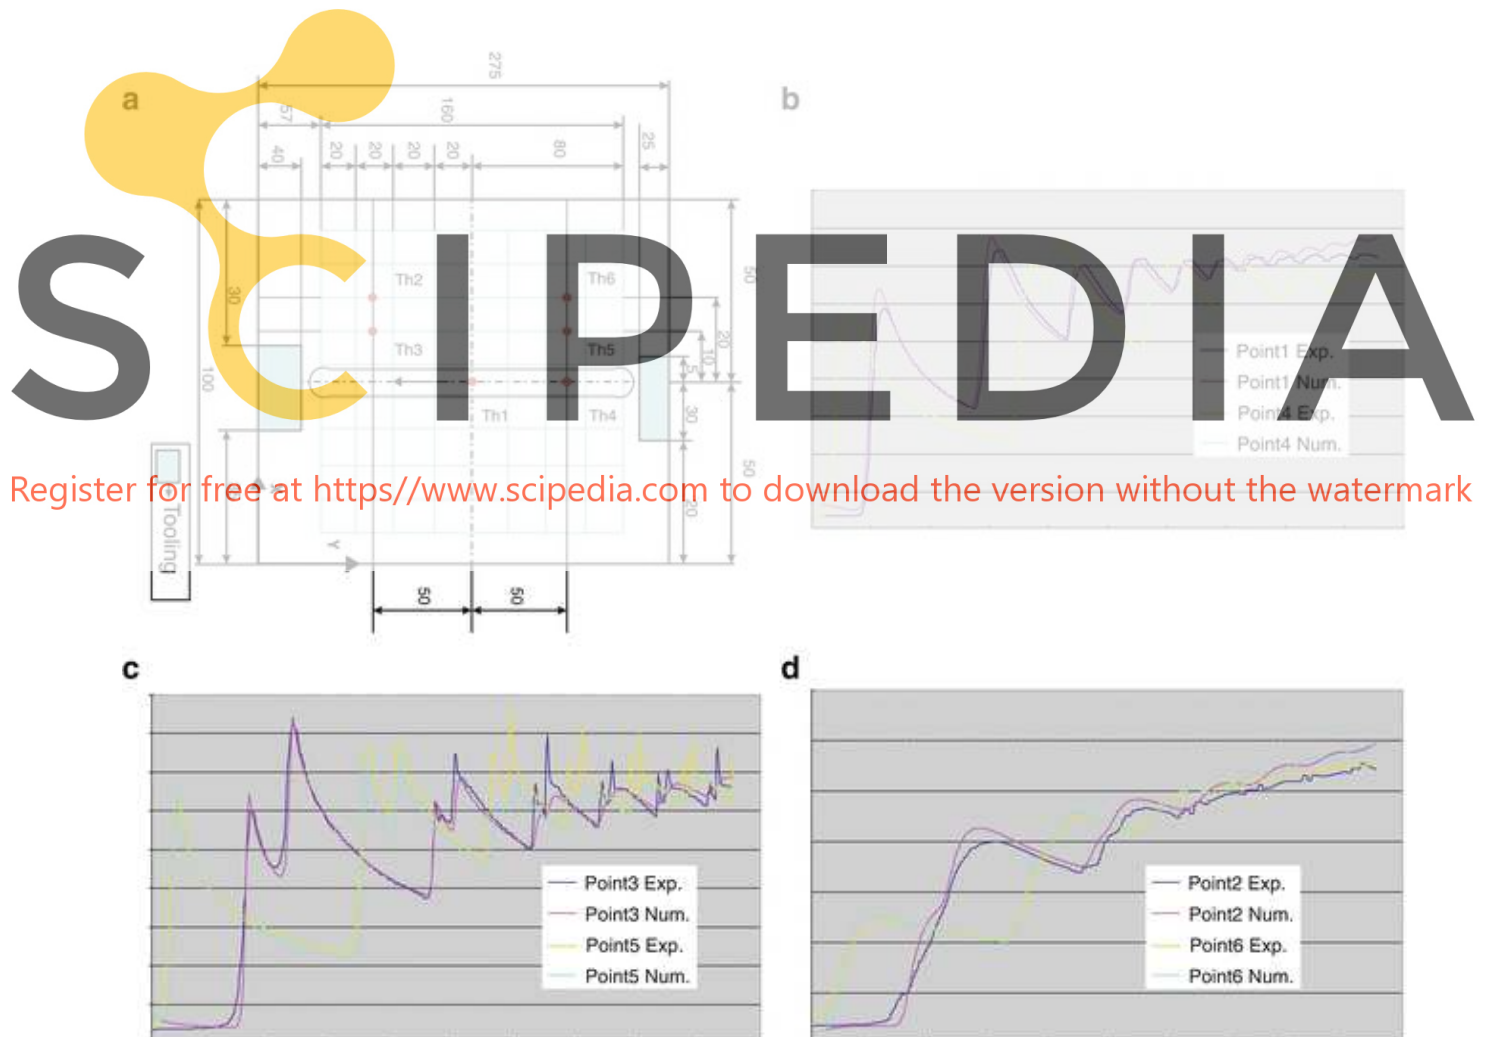 a
275
57
160
40
20
20
20
20
80
25
50
30
20
10
5
100
30
50
20
Th2
Th6
Th3
Th5
Th1
Th4
Y
Tooling
50
50
b
Point1 Exp.
Point1 Num.
Point4 Exp.
Point4 Num.
SCIPEDIA
Register for free at https//www.scipedia.com to download the version without the watermark
c
Point3 Exp.
Point3 Num.
Point5 Exp.
Point5 Num.
d
Point2 Exp.
Point2 Num.
Point6 Exp.
Point6 Num.